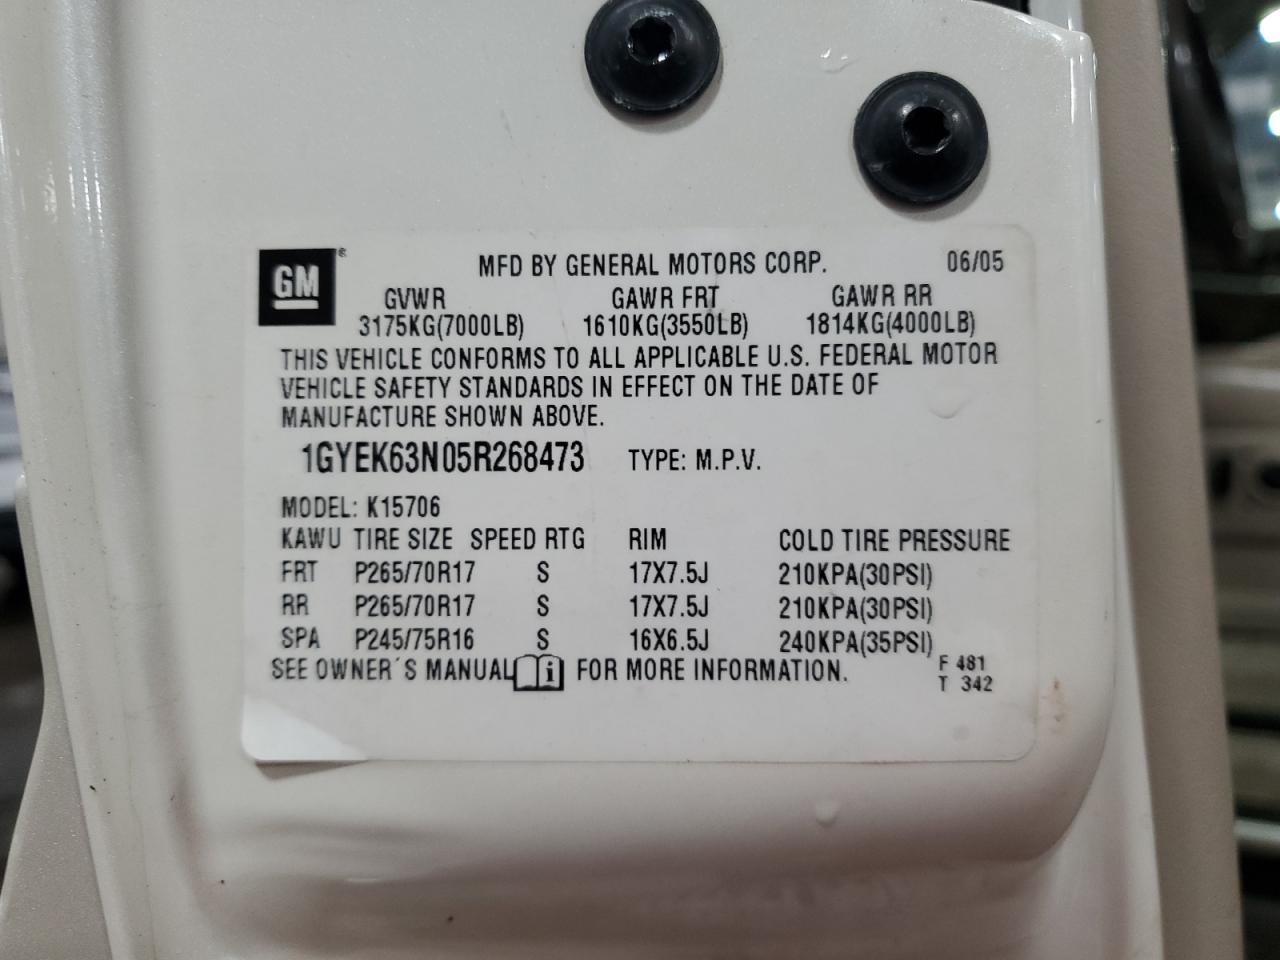 GM ®
MFD BY GENERAL MOTORS CORP. 06/05
GVWR GAWR FRT GAWR RR
3175KG(7000LB) 1610KG(3550LB) 1814KG(4000LB)
THIS VEHICLE CONFORMS TO ALL APPLICABLE U.S. FEDERAL MOTOR
VEHICLE SAFETY STANDARDS IN EFFECT ON THE DATE OF
MANUFACTURE SHOWN ABOVE.
1GYEK63N05R268473 TYPE: M.P.V.
MODEL: K15706
KAWU TIRE SIZE SPEED RTG RIM COLD TIRE PRESSURE
FRT P265/70R17 S 17X7.5J 210KPA(30PSI)
RR P265/70R17 S 17X7.5J 210KPA(30PSI)
SPA P245/75R16 S 16X6.5J 240KPA(35PSI)
SEE OWNER´S MANUAL i FOR MORE INFORMATION.
F 481
T 342